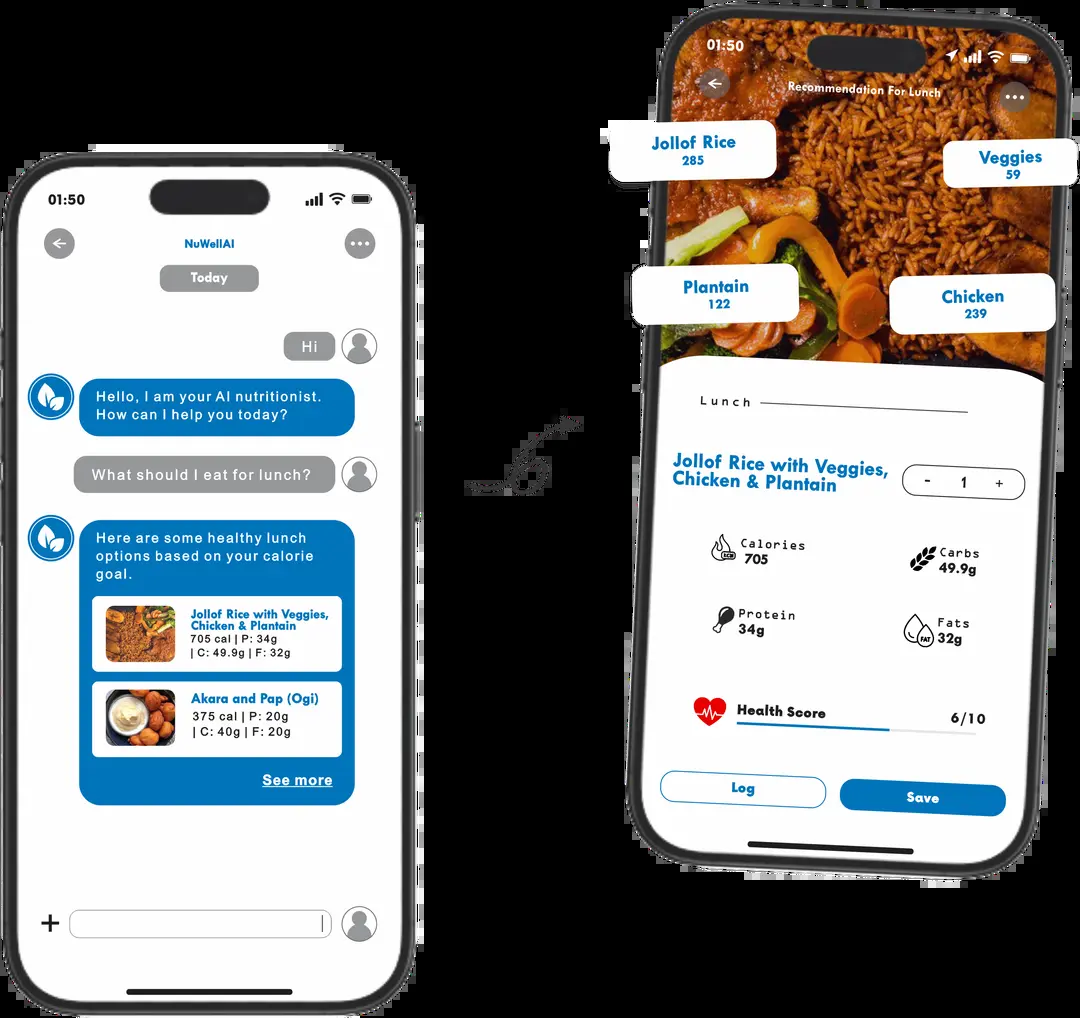 01:50
NuWellAI
Today
Hi
Hello, I am your AI nutritionist.
How can I help you today?
What should I eat for lunch?
Here are some healthy lunch
options based on your calorie
goal.
Jollof Rice with Veggies,
Chicken & Plantain
705 cal | P: 34g
| C: 49.9g | F: 32g
Akara and Pap (Ogi)
375 cal | P: 20g
| C: 40g | F: 20g
See more
01:50
Recommendation For Lunch
Jollof Rice
285
Veggies
59
Plantain
122
Chicken
239
Lunch
Jollof Rice with Veggies,
Chicken & Plantain
- 1 +
Calories
705
Carbs
49.9g
Protein
34g
Fats
32g
FAT
Health Score
6/10
Log
Save